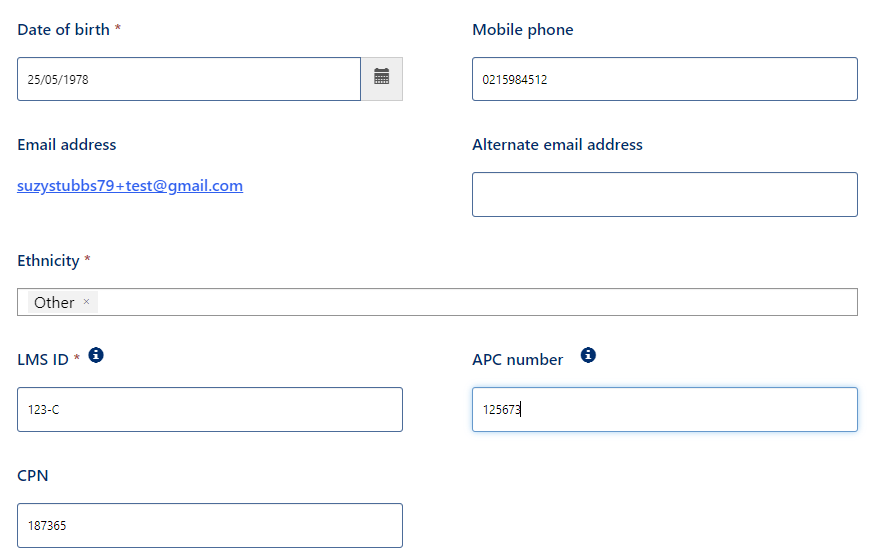 Date of birth *
Mobile phone
25/05/1978
0215984512
Email address
Alternate email address
suzystubbs79+test@gmail.com
Ethnicity *
Other ×
LMS ID * i
APC number i
123-C
125673
CPN
187365